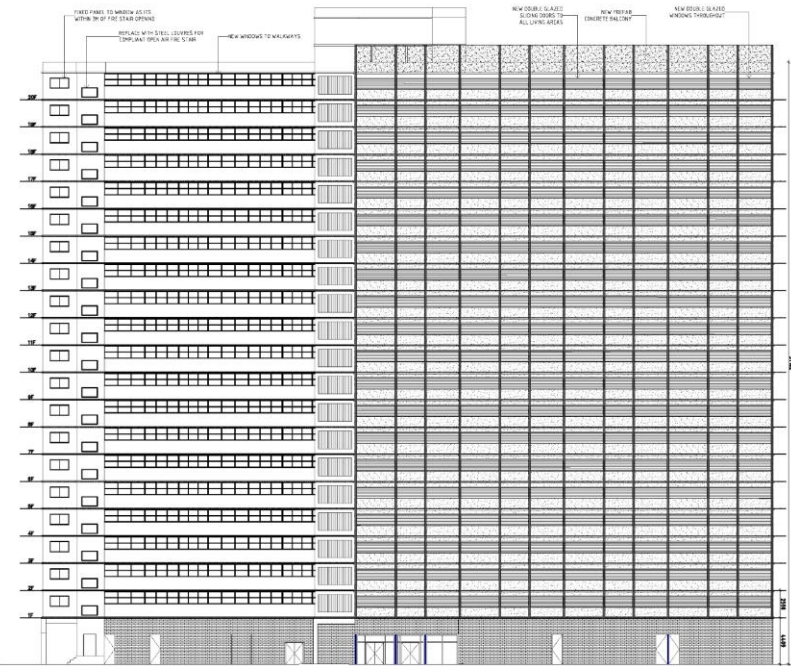 FIXED PANEL TO WINDOW AS ITS
WITHIN 3M OF FIRE STAIR OPENING
REPLACE WITH STEEL LOUVRES FOR
COMPLIANT OPEN AIR FIRE STAIR
NEW WINDOWS TO WALKWAYS
NEW DOUBLE GLAZED
SLIDING DOORS TO
ALL LIVING AREAS
NEW PREFAB
CONCRETE BALCONY
NEW DOUBLE GLAZED
WINDOWS THROUGHOUT
20F
19F
18F
17F
16F
15F
14F
13F
12F
11F
10F
9F
8F
7F
6F
5F
4F
3F
2F
1F